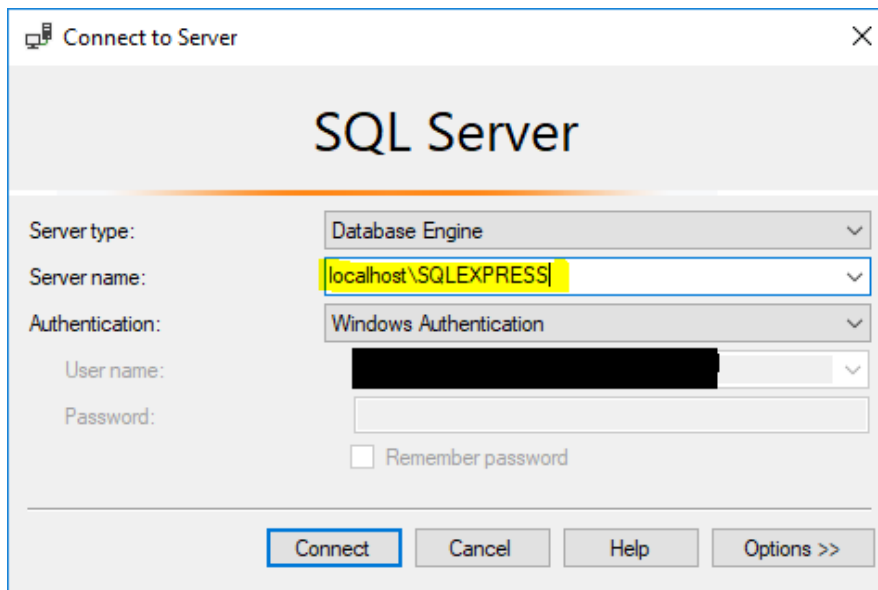 Connect to Server
SQL Server
Server type: Database Engine
Server name: localhost\SQLEXPRESS
Authentication: Windows Authentication
User name:
Password:
Remember password
Connect Cancel Help Options >>